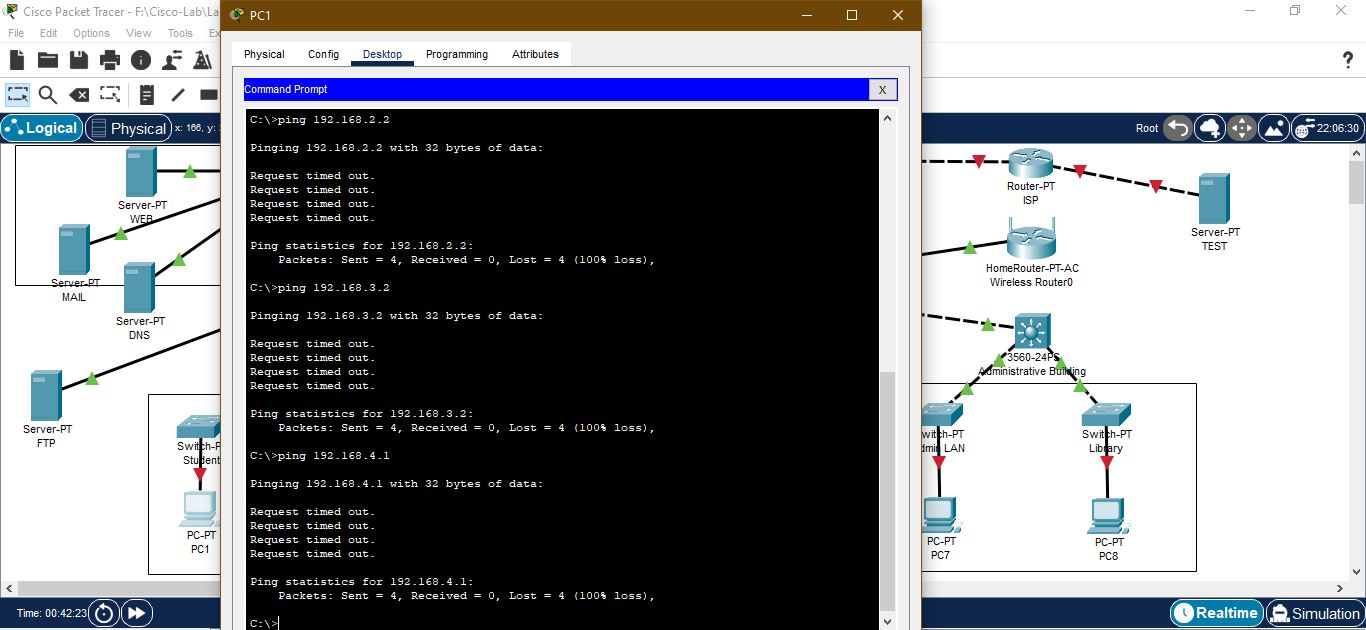 Cisco Packet Tracer - F:\Cisco-Lab\La
PC1
File Edit Options View Tools Ex
Physical Config Desktop Programming Attributes
Command Prompt
X
Logical
Physical
x: 166, y:
Root
22:06:30
C:\>ping 192.168.2.2
Pinging 192.168.2.2 with 32 bytes of data:
Request timed out.
Request timed out.
Request timed out.
Request timed out.
Ping statistics for 192.168.2.2:
Packets: Sent = 4, Received = 0, Lost = 4 (100% loss),
C:\>ping 192.168.3.2
Pinging 192.168.3.2 with 32 bytes of data:
Request timed out.
Request timed out.
Request timed out.
Request timed out.
Ping statistics for 192.168.3.2:
Packets: Sent = 4, Received = 0, Lost = 4 (100% loss),
C:\>ping 192.168.4.1
Pinging 192.168.4.1 with 32 bytes of data:
Request timed out.
Request timed out.
Request timed out.
Request timed out.
Ping statistics for 192.168.4.1:
Packets: Sent = 4, Received = 0, Lost = 4 (100% loss),
C:\>
Server-PT
WEB
Server-PT
MAIL
Server-PT
DNS
Server-PT
FTP
Switch-P
Student
PC-PT
PC1
Router-PT
ISP
Server-PT
TEST
HomeRouter-PT-AC
Wireless Router0
3560-24PS
Administrative Building
witch-PT
dmin LAN
Switch-PT
Library
PC-PT
PC7
PC-PT
PC8
Time: 00:42:23
Realtime
Simulation